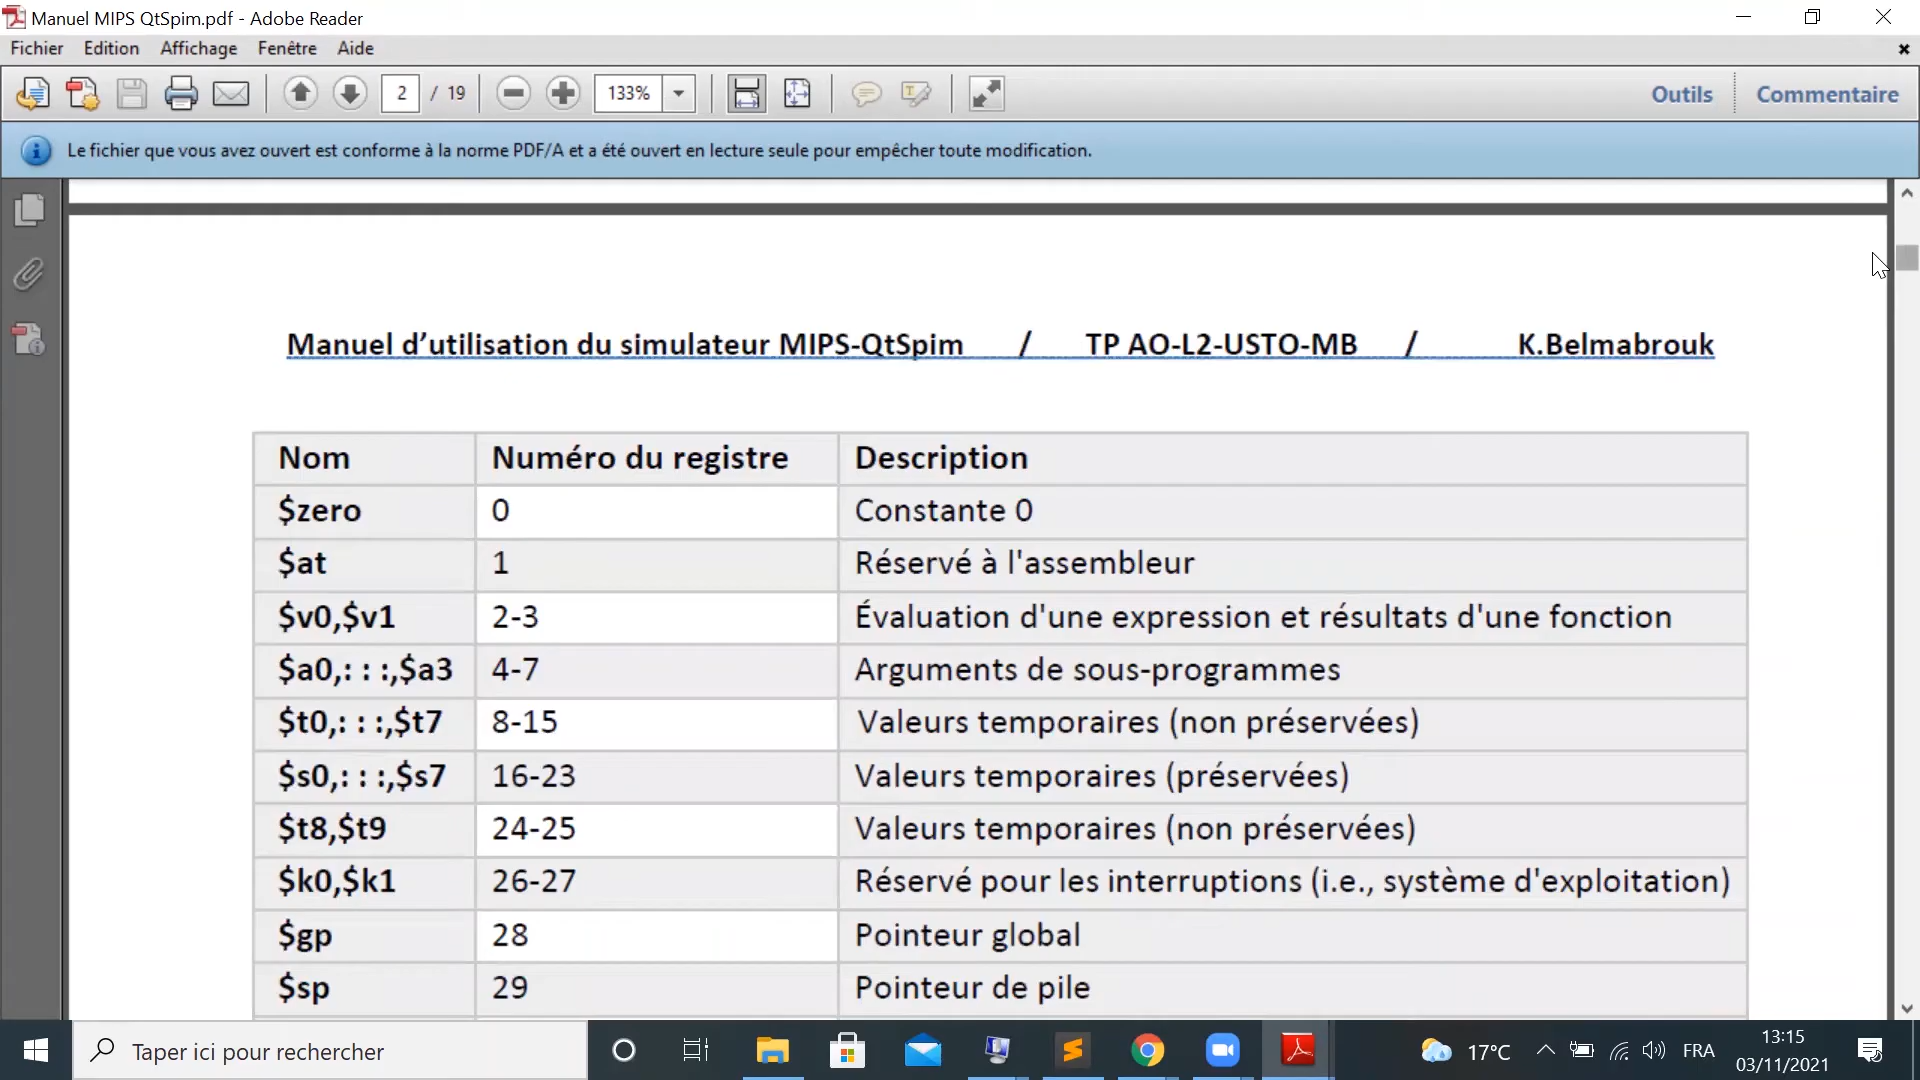 Manuel MIPS QtSpim.pdf - Adobe Reader
Fichier Edition Affichage Fenêtre Aide
2 / 19 133% Outils Commentaire
Le fichier que vous avez ouvert est conforme à la norme PDF/A et a été ouvert en lecture seule pour empêcher toute modification.
Manuel d’utilisation du simulateur MIPS-QtSpim / TP AO-L2-USTO-MB / K.Belmabrouk
Nom Numéro du registre Description
$zero 0 Constante 0
$at 1 Réservé à l'assembleur
$v0,$v1 2-3 Évaluation d'une expression et résultats d'une fonction
$a0,: : :,$a3 4-7 Arguments de sous-programmes
$t0,: : :,$t7 8-15 Valeurs temporaires (non préservées)
$s0,: : :,$s7 16-23 Valeurs temporaires (préservées)
$t8,$t9 24-25 Valeurs temporaires (non préservées)
$k0,$k1 26-27 Réservé pour les interruptions (i.e., système d'exploitation)
$gp 28 Pointeur global
$sp 29 Pointeur de pile
Taper ici pour rechercher 17°C FRA 13:15
03/11/2021